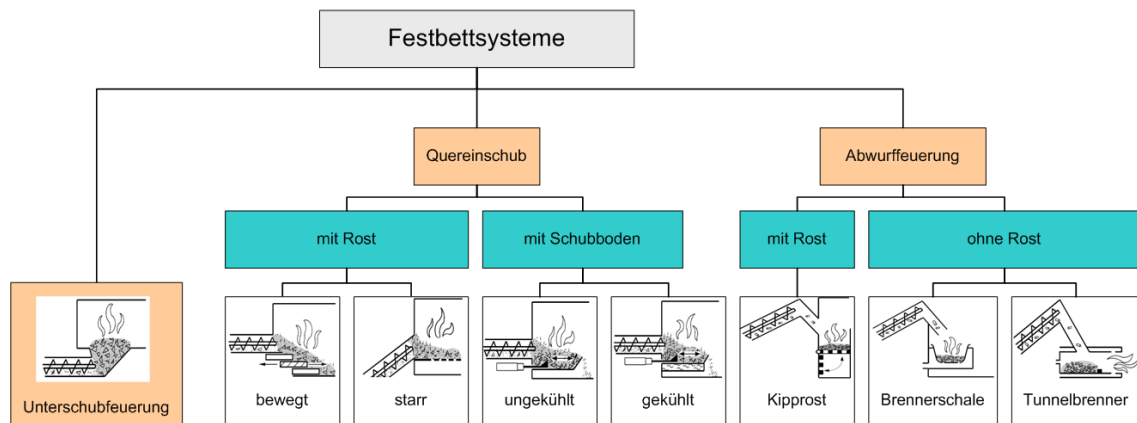 Festbettsysteme
Quereinschub
Abwurffeuerung
mit Rost
mit Schubboden
mit Rost
ohne Rost
Unterschubfeuerung
bewegt
starr
ungekühlt
gekühlt
Kipprost
Brennerschale
Tunnelbrenner